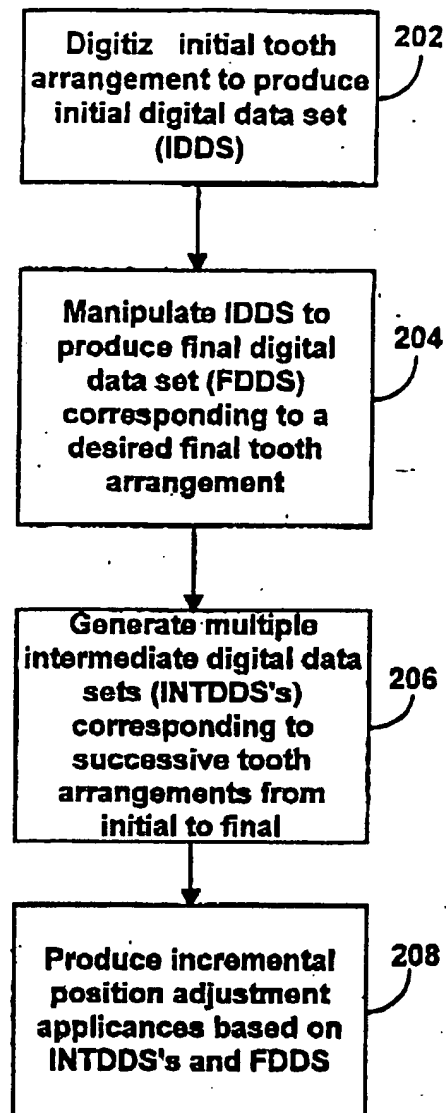 Digitiz initial tooth
arrangement to produce
initial digital data set
(IDDS)
202
Manipulate IDDS to
produce final digital
data set (FDDS)
corresponding to a
desired final tooth
arrangement
204
Generate multiple
intermediate digital data
sets (INTDDS's)
corresponding to
successive tooth
arrangements from
initial to final
206
Produce incremental
position adjustment
applicances based on
INTDDS's and FDDS
208